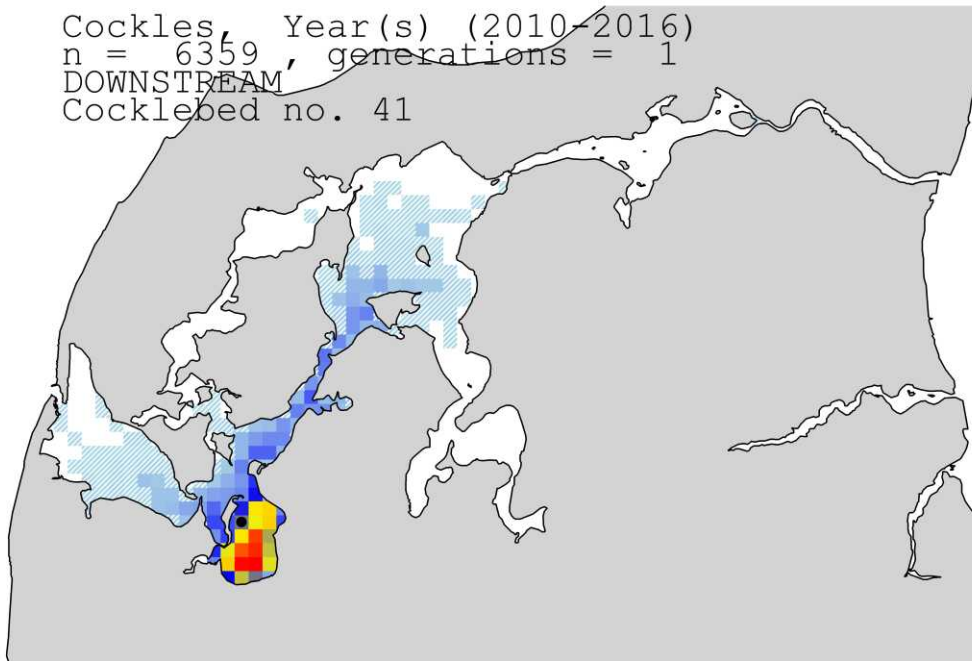 Cockles, Year(s) (2010-2016)
n = 6359 , generations = 1
DOWNSTREAM
Cocklebed no. 41